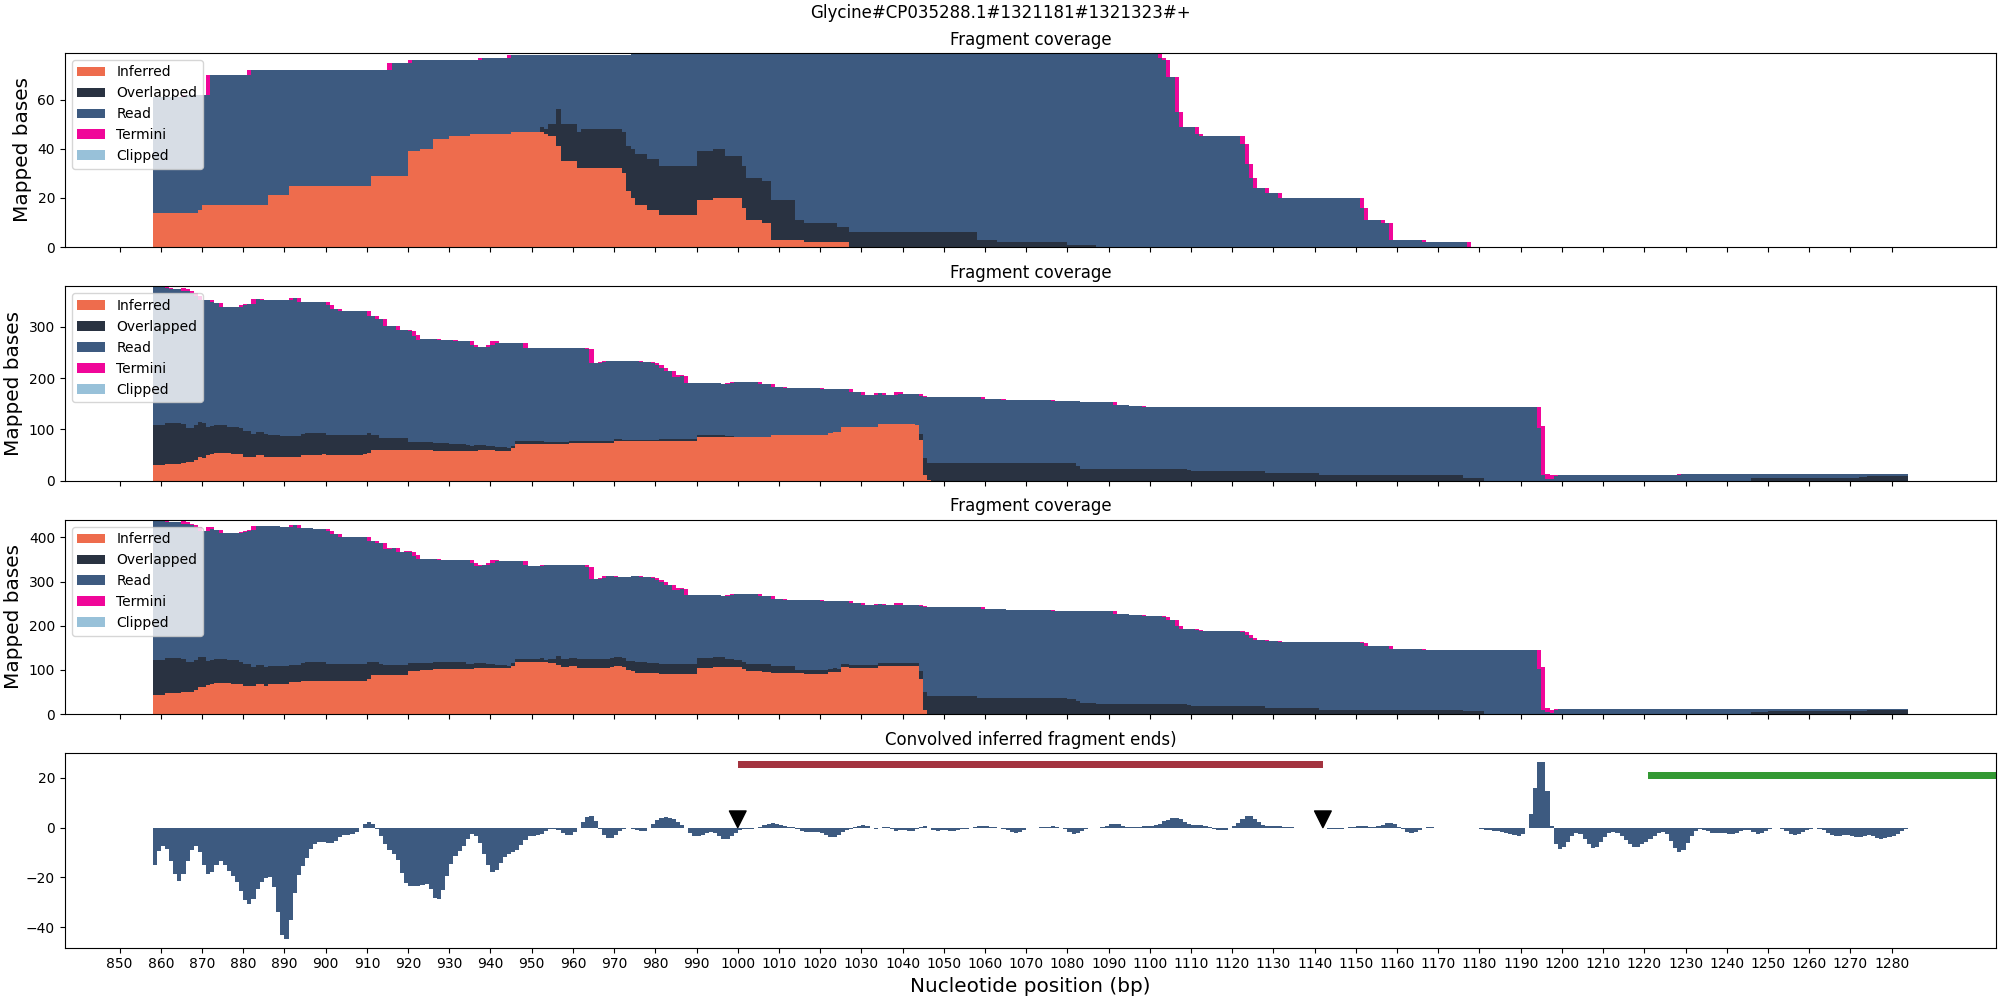 Glycine#CP035288.1#1321181#1321323#+
Fragment coverage
Mapped bases
60
40
20
0
Inferred
Overlapped
Read
Termini
Clipped
Fragment coverage
Mapped bases
300
200
100
0
Inferred
Overlapped
Read
Termini
Clipped
Fragment coverage
Mapped bases
400
300
200
100
0
Inferred
Overlapped
Read
Termini
Clipped
Convolved inferred fragment ends)
20
0
−20
−40
850 860 870 880 890 900 910 920 930 940 950 960 970 980 990 1000 1010 1020 1030 1040 1050 1060 1070 1080 1090 1100 1110 1120 1130 1140 1150 1160 1170 1180 1190 1200 1210 1220 1230 1240 1250 1260 1270 1280
Nucleotide position (bp)